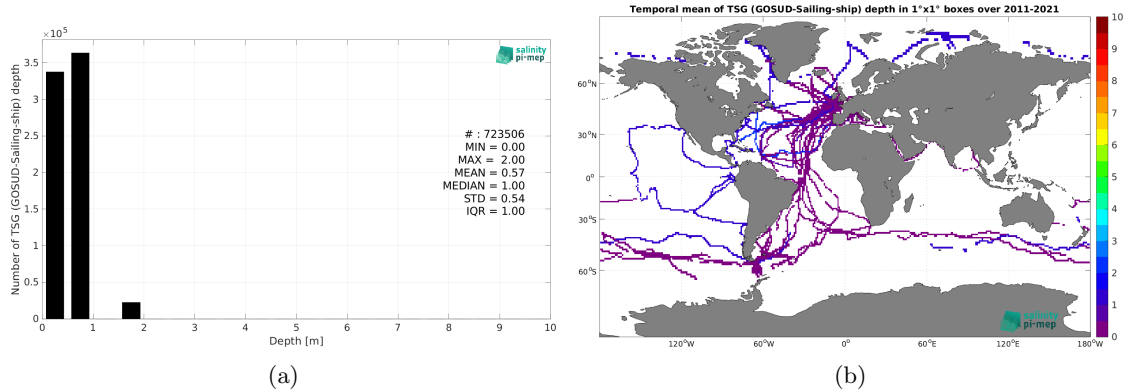 ×10^5
Number of TSG (GOSUD-Sailing-ship) depth
3.5
3
2.5
2
1.5
1
0.5
0
salinity
pi-mep
# : 723506
MIN = 0.00
MAX = 2.00
MEAN = 0.57
MEDIAN = 1.00
STD = 0.54
IQR = 1.00
0 1 2 3 4 5 6 7 8 9 10
Depth [m]
(a)
Temporal mean of TSG (GOSUD-Sailing-ship) depth in 1°x1° boxes over 2011-2021
60°N
30°N
0°
30°S
60°S
120°W 60°W 0° 60°E 120°E 180°W
salinity
pi-mep
10
9
8
7
6
5
4
3
2
1
0
(b)